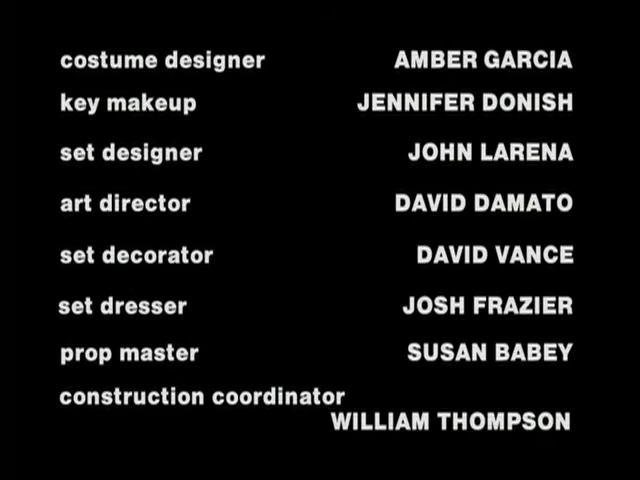 costume designer AMBER GARCIA
key makeup JENNIFER DONISH
set designer JOHN LARENA
art director DAVID DAMATO
set decorator DAVID VANCE
set dresser JOSH FRAZIER
prop master SUSAN BABEY
construction coordinator
WILLIAM THOMPSON